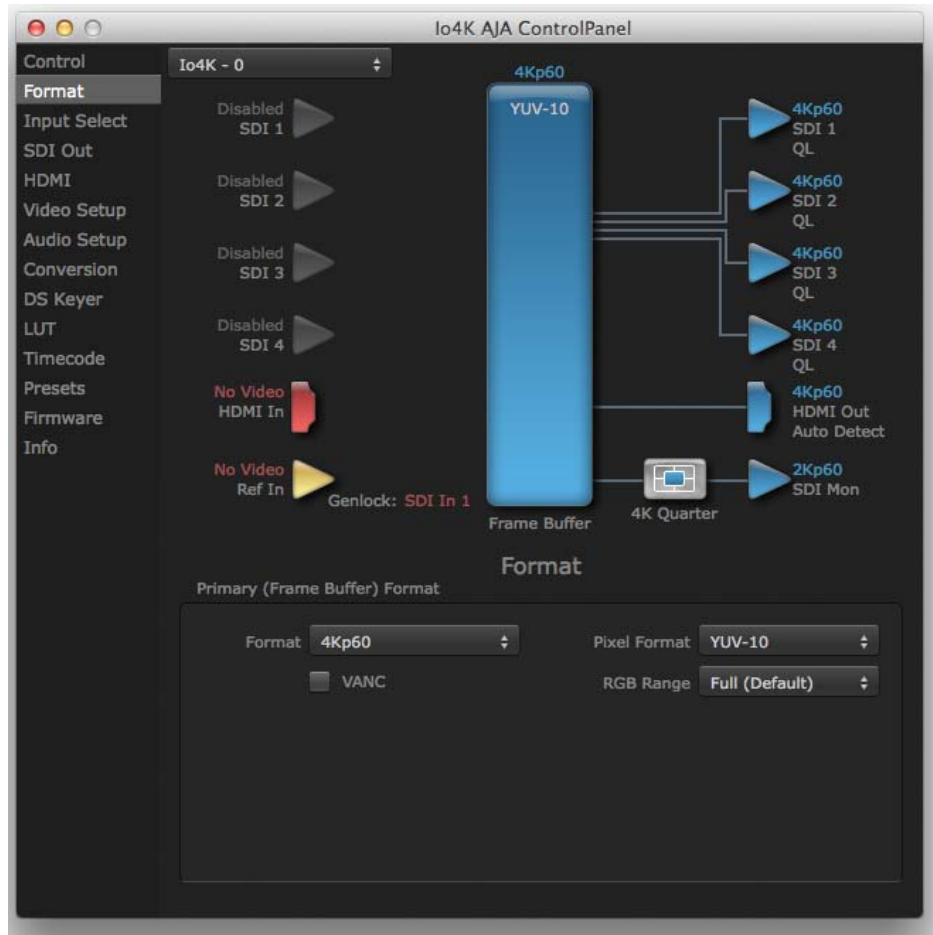 Io4K AJA ControlPanel
Control
Format
Input Select
SDI Out
HDMI
Video Setup
Audio Setup
Conversion
DS Keyer
LUT
Timecode
Presets
Firmware
Info
Io4K - 0
Disabled
SDI 1
Disabled
SDI 2
Disabled
SDI 3
Disabled
SDI 4
No Video
HDMI In
No Video
Ref In
Genlock: SDI In 1
4Kp60
YUV-10
Frame Buffer
4K Quarter
4Kp60
SDI 1
QL
4Kp60
SDI 2
QL
4Kp60
SDI 3
QL
4Kp60
SDI 4
QL
4Kp60
HDMI Out
Auto Detect
2Kp60
SDI Mon
Format
Primary (Frame Buffer) Format
Format 4Kp60
VANC
Pixel Format YUV-10
RGB Range Full (Default)